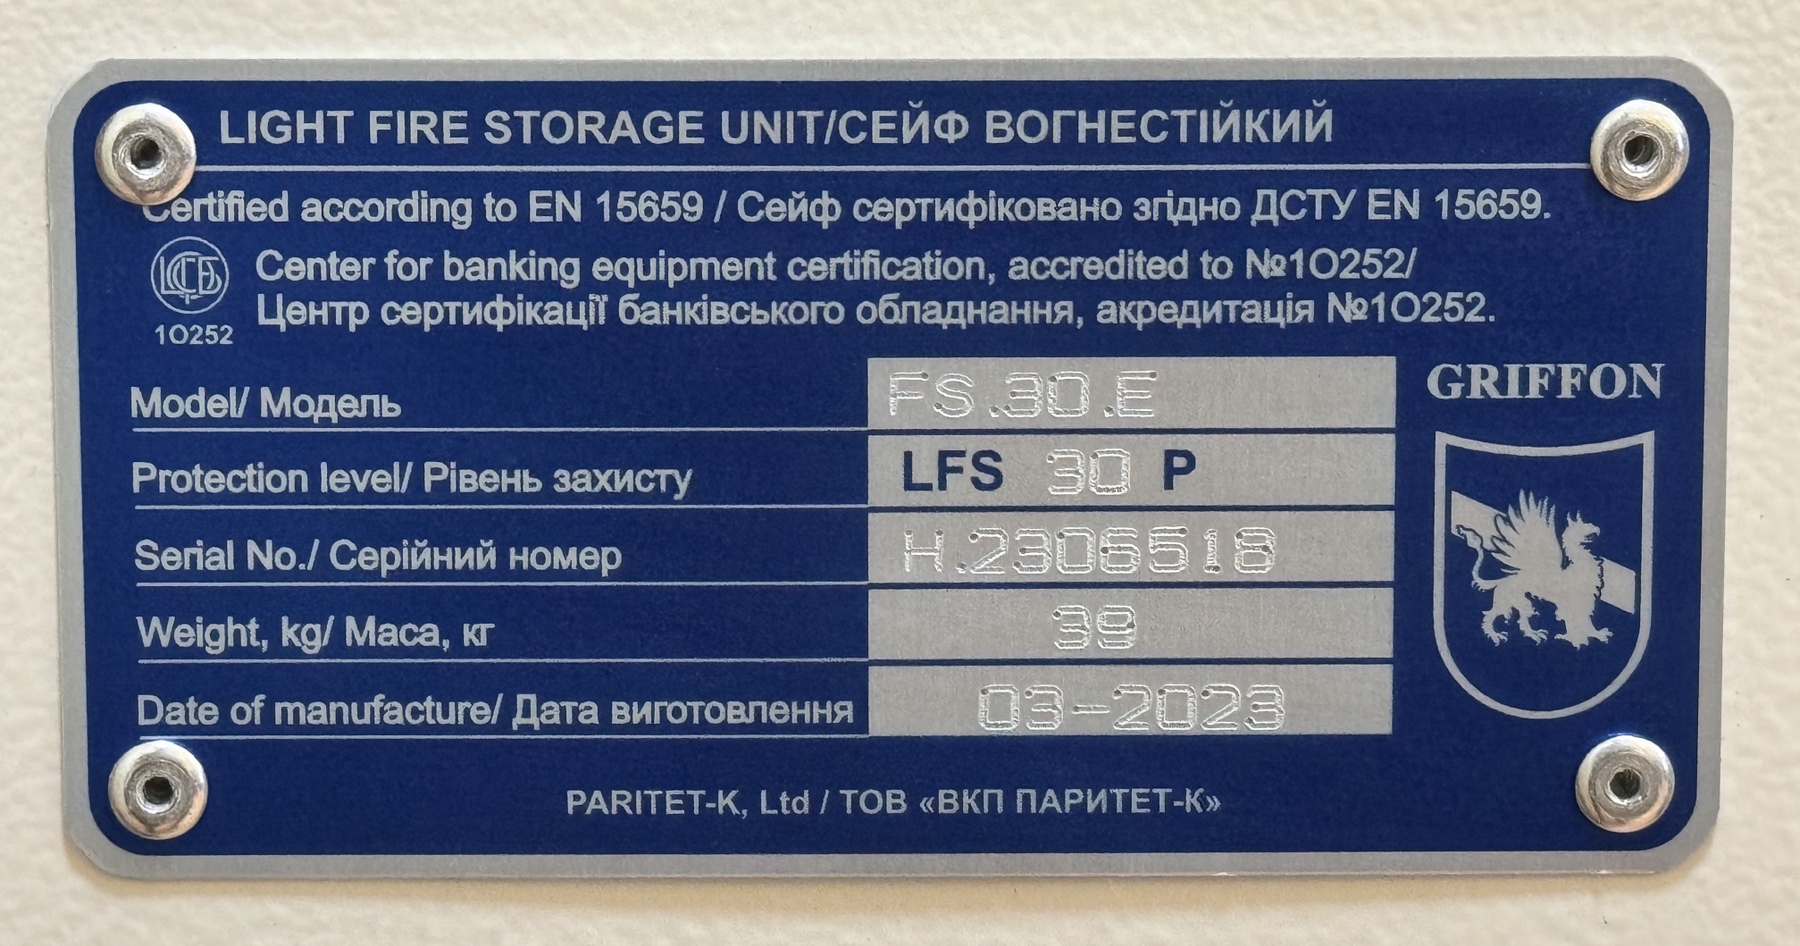 LIGHT FIRE STORAGE UNIT/СЕЙФ ВОГНЕСТІЙКИЙ
Certified according to EN 15659 / Сейф сертифіковано згідно ДСТУ EN 15659.
Center for banking equipment certification, accredited to №1O252/
Центр сертифікації банківського обладнання, акредитація №1O252.
1O252
GRIFFON
Model/ Модель FS.30.E
Protection level/ Рівень захисту LFS 30 P
Serial No./ Серійний номер H.2306518
Weight, kg/ Маса, кг 39
Date of manufacture/ Дата виготовлення 03-2023
PARITET-K, Ltd / ТОВ «ВКП ПАРИТЕТ-К»